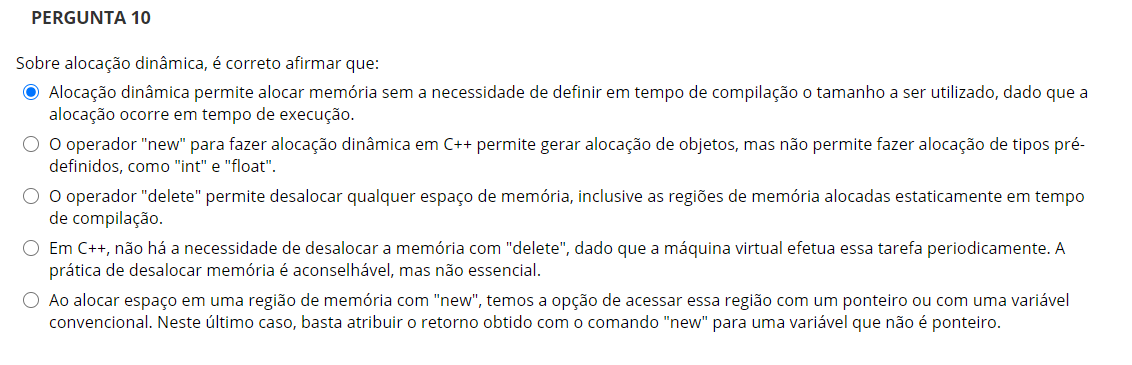 PERGUNTA 10
Sobre alocação dinâmica, é correto afirmar que:
Alocação dinâmica permite alocar memória sem a necessidade de definir em tempo de compilação o tamanho a ser utilizado, dado que a
alocação ocorre em tempo de execução.
O operador "new" para fazer alocação dinâmica em C++ permite gerar alocação de objetos, mas não permite fazer alocação de tipos pré-
definidos, como "int" e "float".
O operador "delete" permite desalocar qualquer espaço de memória, inclusive as regiões de memória alocadas estaticamente em tempo
de compilação.
Em C++, não há a necessidade de desalocar a memória com "delete", dado que a máquina virtual efetua essa tarefa periodicamente. A
prática de desalocar memória é aconselhável, mas não essencial.
Ao alocar espaço em uma região de memória com "new", temos a opção de acessar essa região com um ponteiro ou com uma variável
convencional. Neste último caso, basta atribuir o retorno obtido com o comando "new" para uma variável que não é ponteiro.